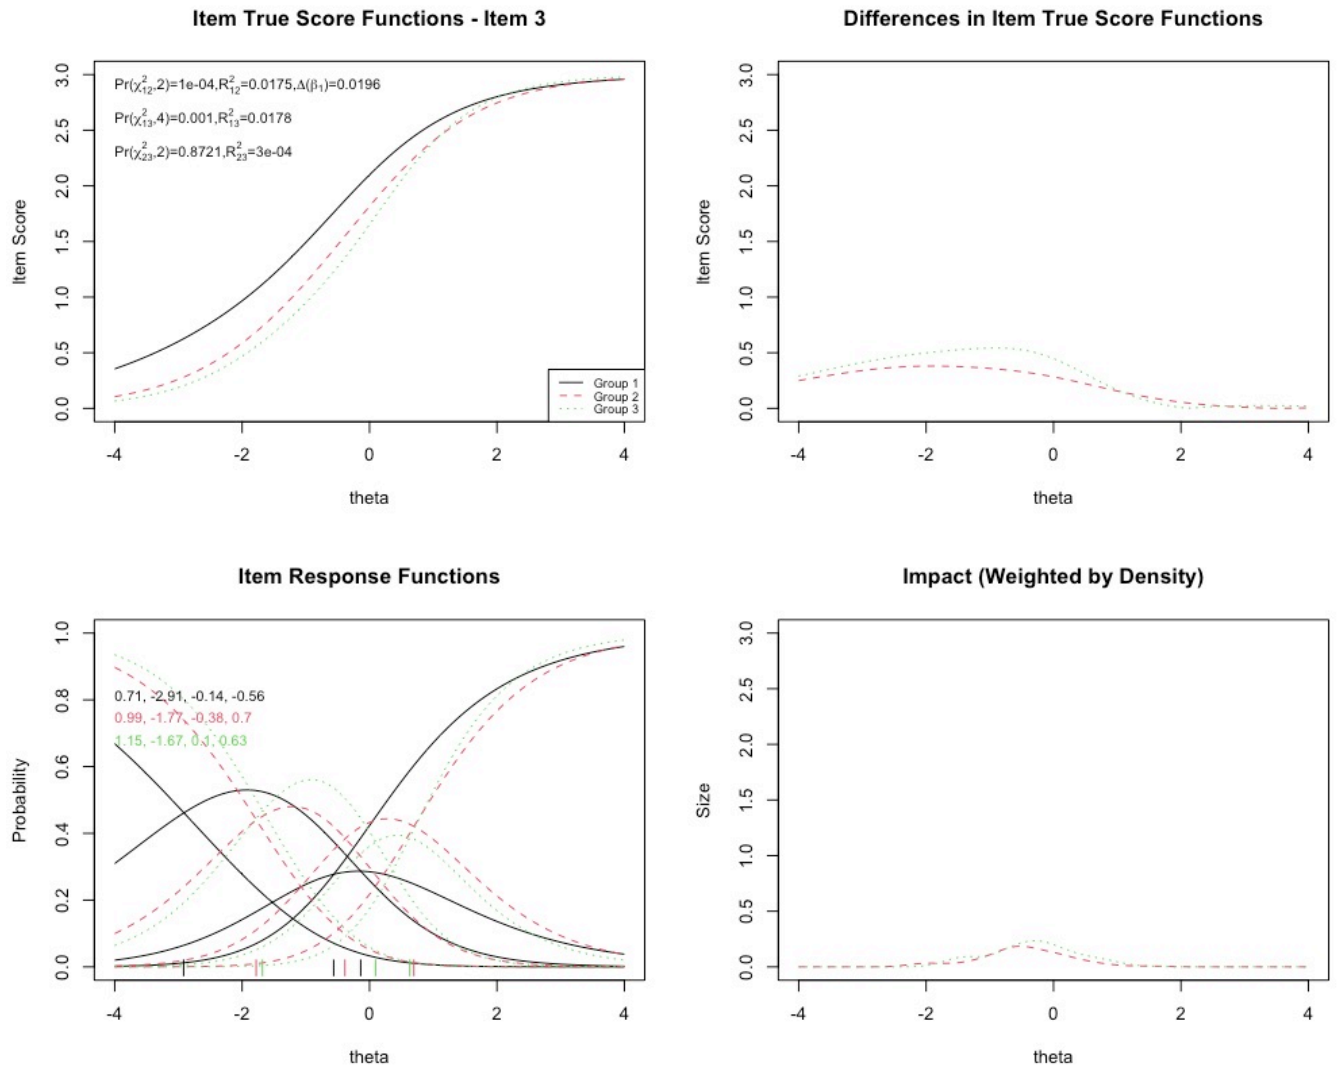 Item True Score Functions - Item 3
Pr(χ²₁₂,2)=1e-04,R²₁₂=0.0175,Δ(β₁)=0.0196
Pr(χ²₁₃,4)=0.001,R²₁₃=0.0178
Pr(χ²₂₃,2)=0.8721,R²₂₃=3e-04
Item Score
0.0 0.5 1.0 1.5 2.0 2.5 3.0
Group 1
Group 2
Group 3
-4 -2 0 2 4
theta
Differences in Item True Score Functions
Item Score
0.0 0.5 1.0 1.5 2.0 2.5 3.0
-4 -2 0 2 4
theta
Item Response Functions
0.71, -2.91, -0.14, -0.56
0.99, -1.77, -0.38, 0.7
1.15, -1.67, 0.1, 0.63
Probability
0.0 0.2 0.4 0.6 0.8 1.0
-4 -2 0 2 4
theta
Impact (Weighted by Density)
Size
0.0 0.5 1.0 1.5 2.0 2.5 3.0
-4 -2 0 2 4
theta